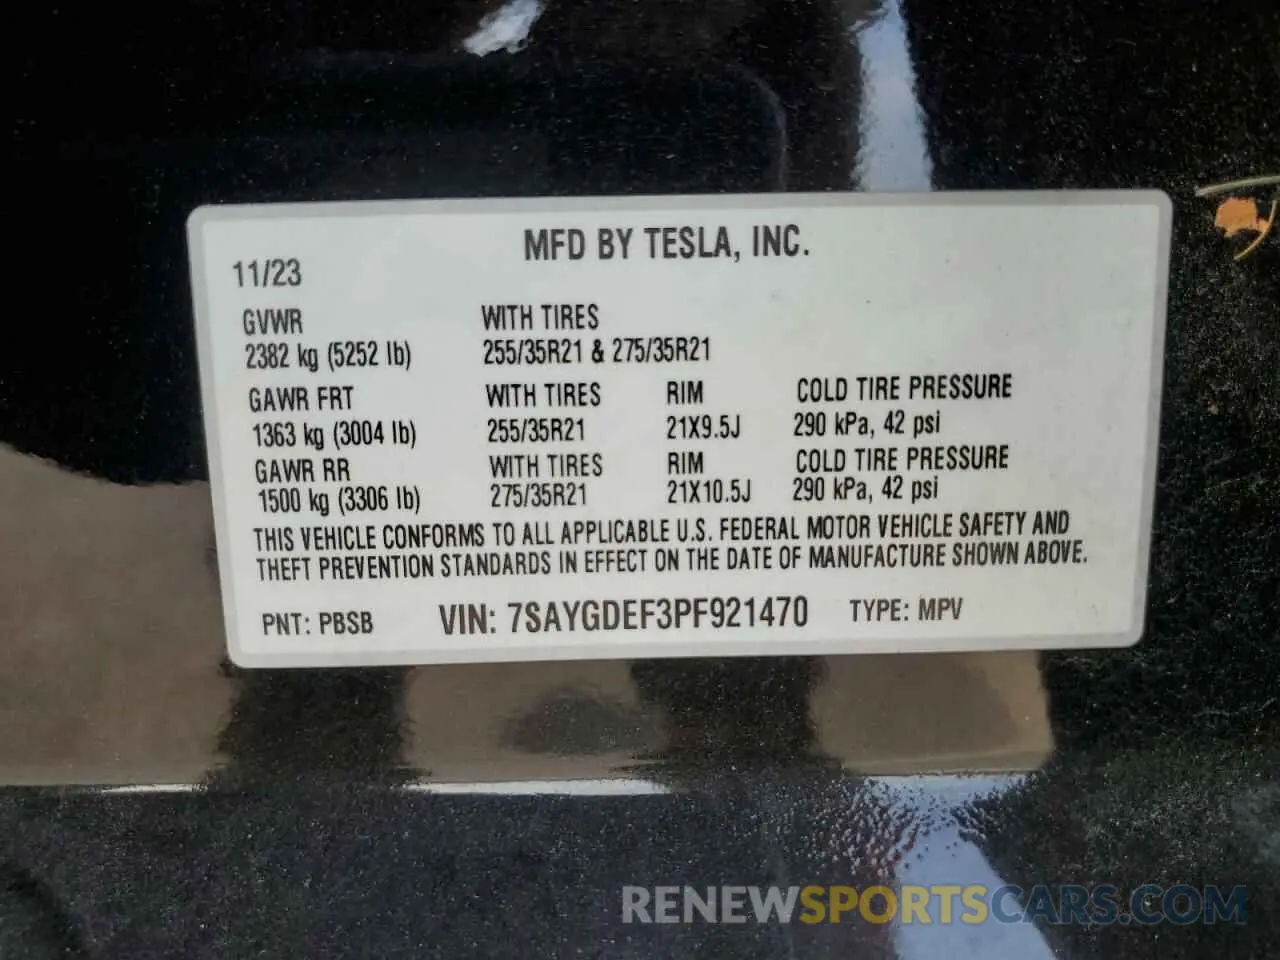 MFD BY TESLA, INC.
11/23
GVWR WITH TIRES
2382 kg (5252 lb) 255/35R21 & 275/35R21
GAWR FRT WITH TIRES RIM COLD TIRE PRESSURE
1363 kg (3004 lb) 255/35R21 21X9.5J 290 kPa, 42 psi
GAWR RR WITH TIRES RIM COLD TIRE PRESSURE
1500 kg (3306 lb) 275/35R21 21X10.5J 290 kPa, 42 psi
THIS VEHICLE CONFORMS TO ALL APPLICABLE U.S. FEDERAL MOTOR VEHICLE SAFETY AND
THEFT PREVENTION STANDARDS IN EFFECT ON THE DATE OF MANUFACTURE SHOWN ABOVE.
PNT: PBSB VIN: 7SAYGDEF3PF921470 TYPE: MPV
RENEWSPORTSCARS.COM